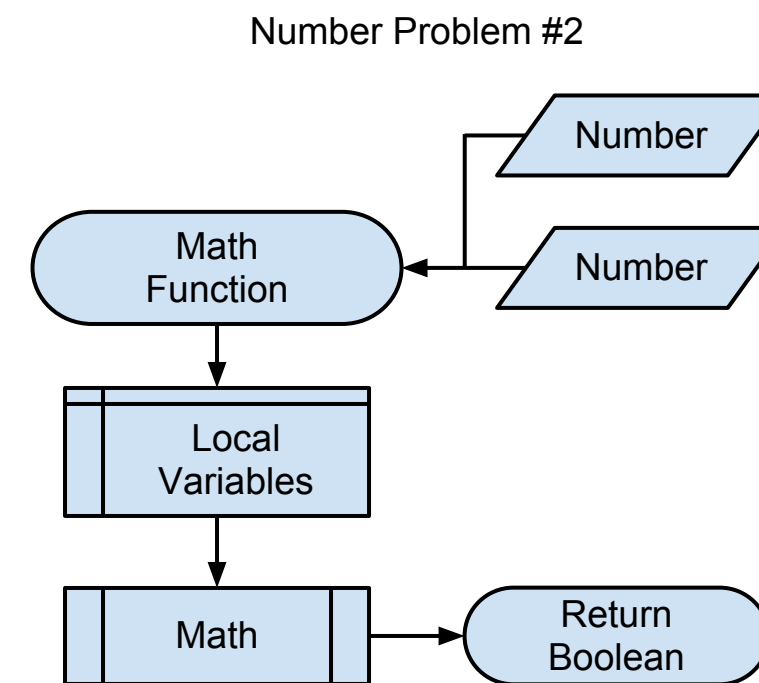 Number Problem #2
Number
Number
Math
Function
Local
Variables
Math
Return
Boolean